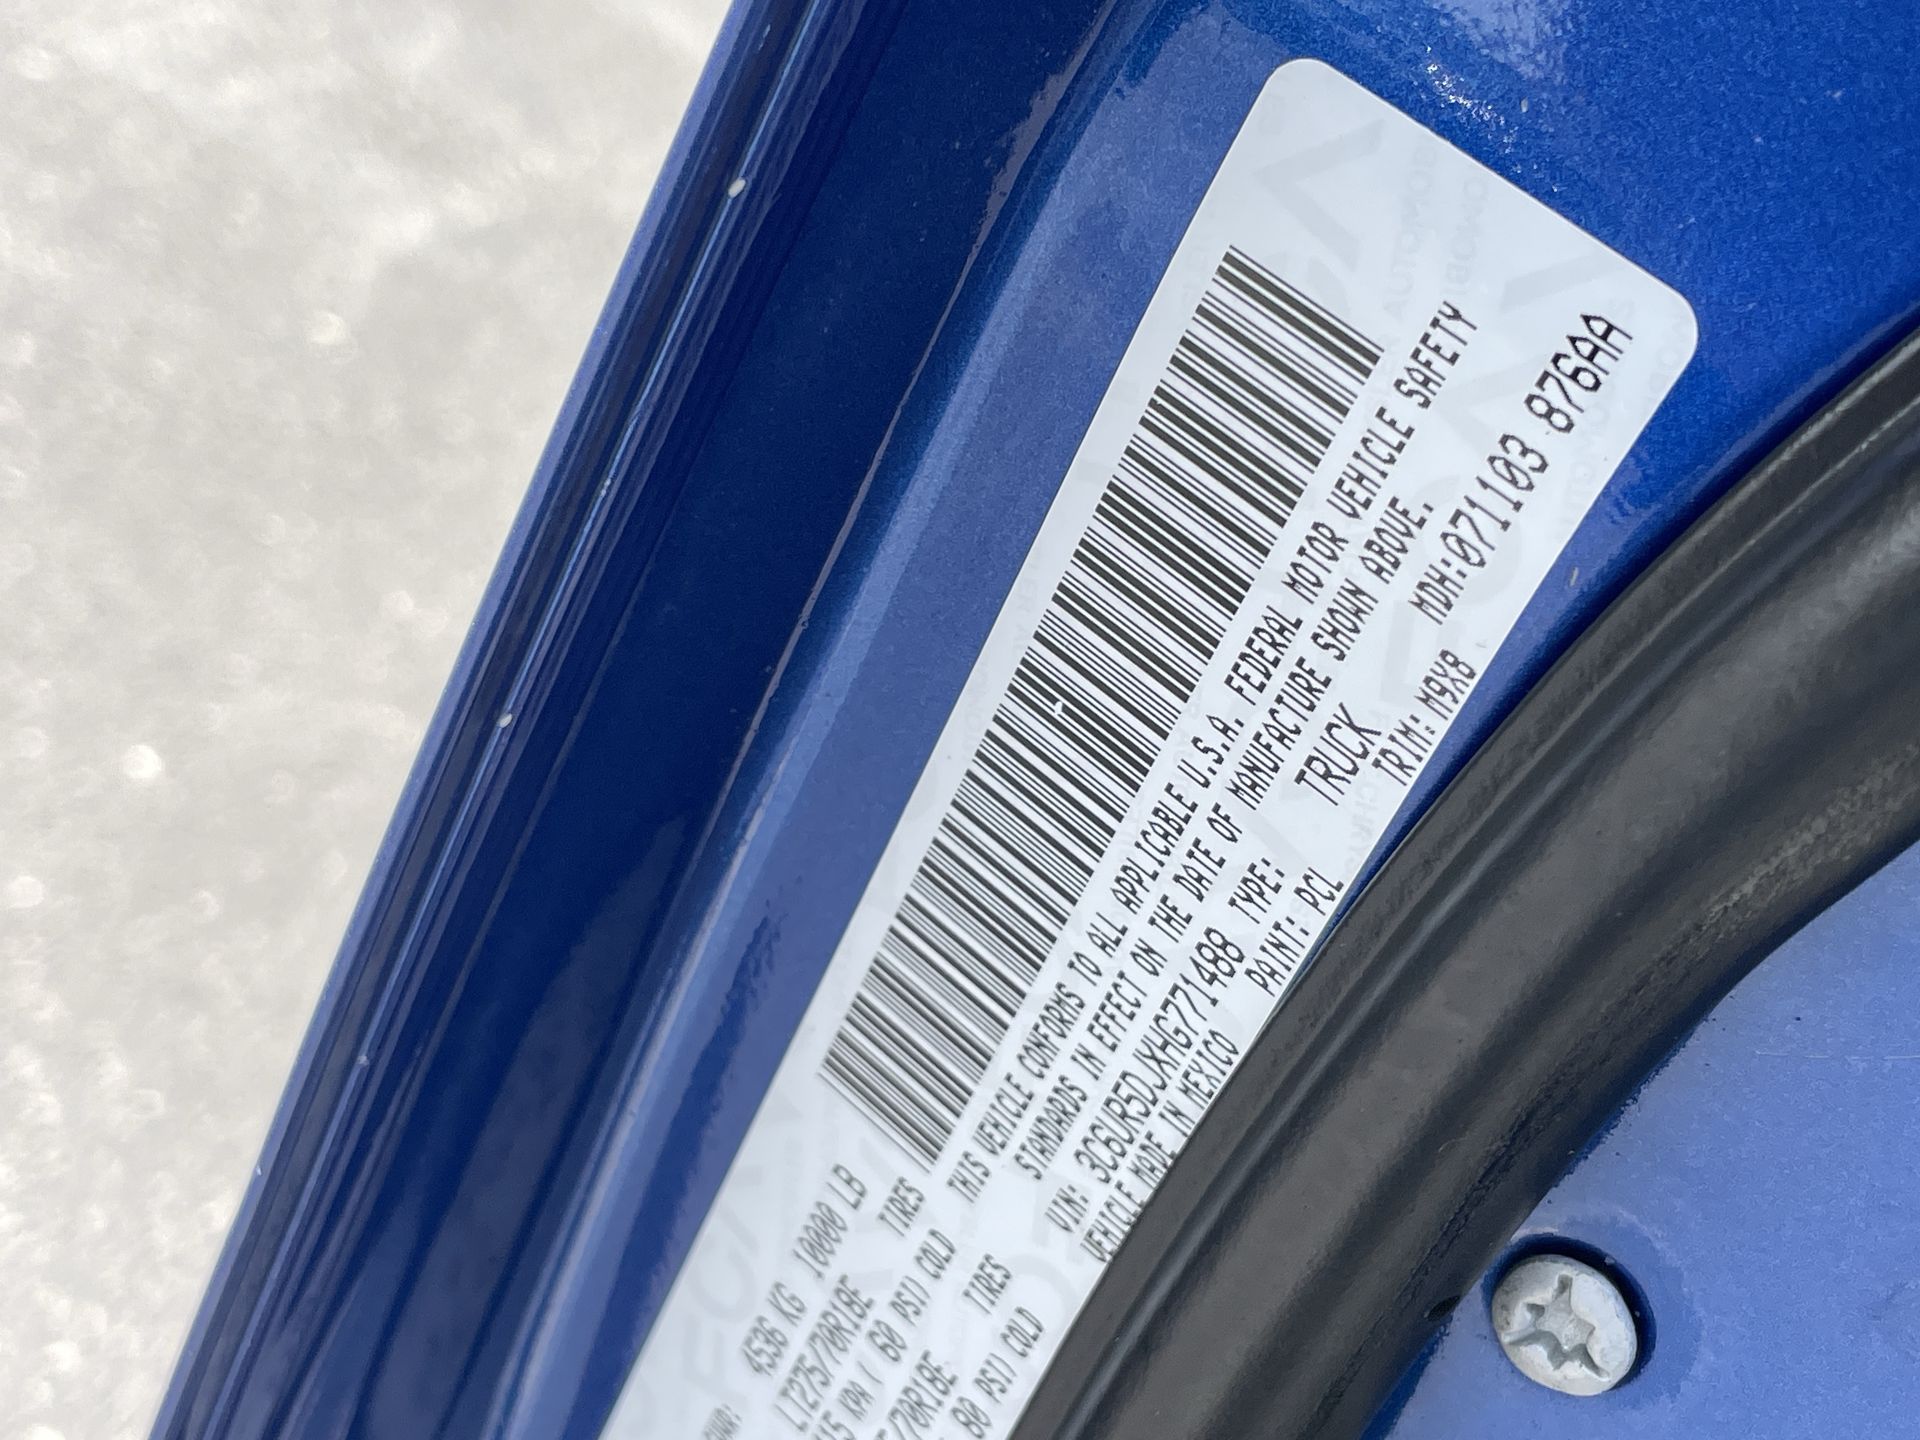 4536 KG 10000 LB
LT275/70R18E TIRES
KPA ( 60 PSI) COLD
/70R18E TIRES
80 PSI) COLD
THIS VEHICLE CONFORMS TO ALL APPLICABLE U.S.A. FEDERAL MOTOR VEHICLE SAFETY
STANDARDS IN EFFECT ON THE DATE OF MANUFACTURE SHOWN ABOVE.
VIN: 3C6UR5DJXHG771488 TYPE: TRUCK MDH:071103 876AA
VEHICLE MADE IN MEXICO PAINT: PCL TRIM: M9X8